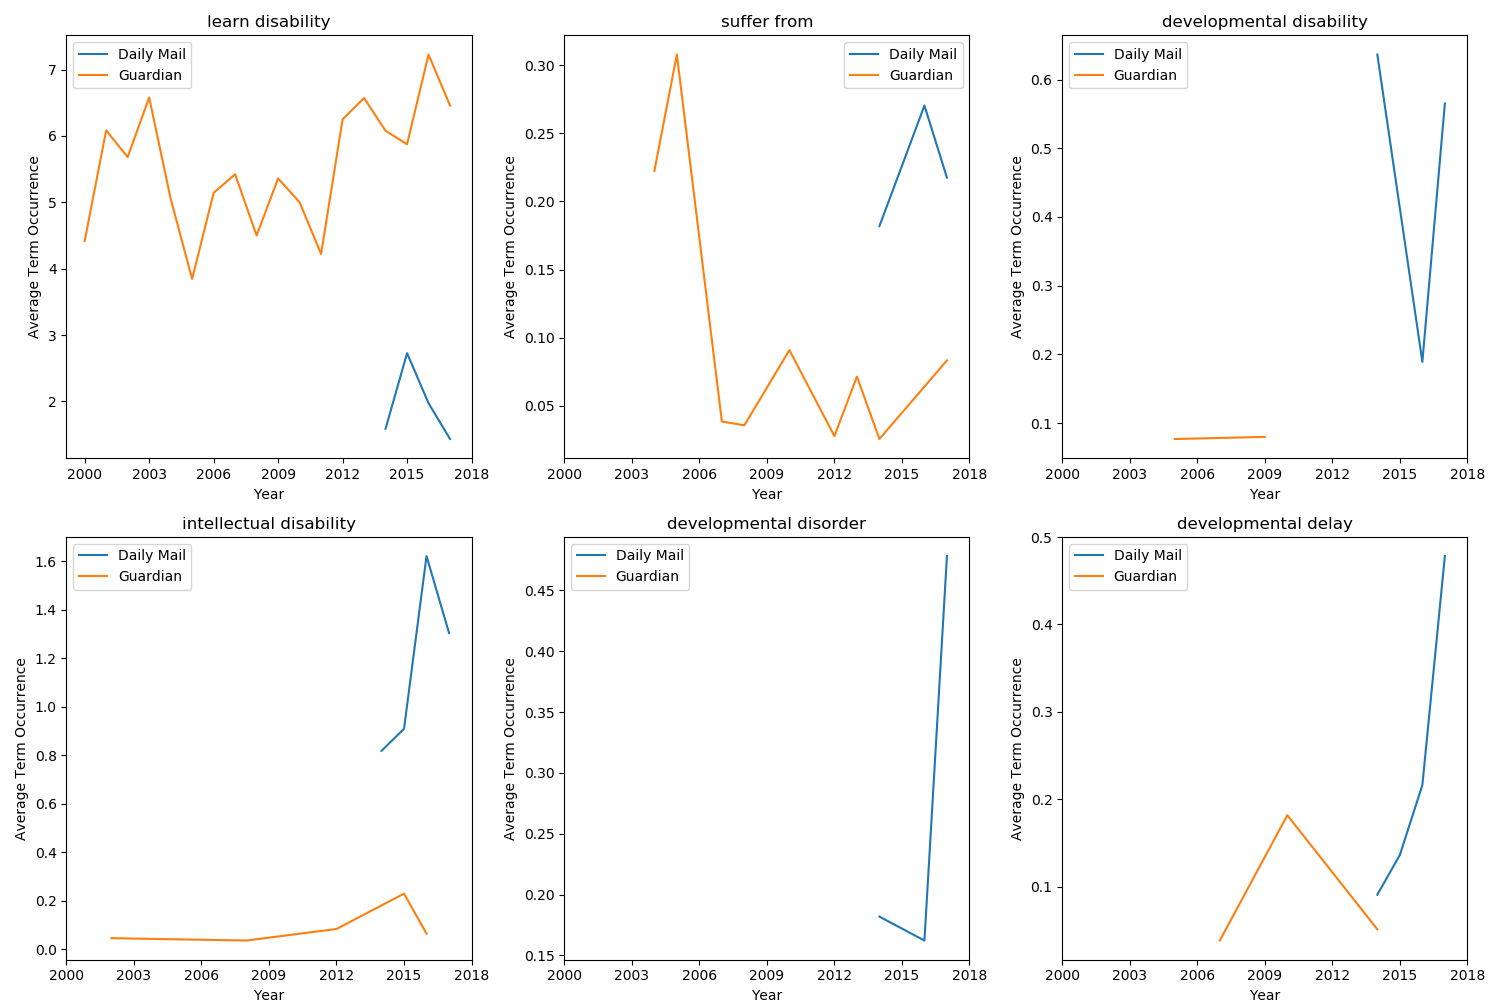 learn disability
Daily Mail
Guardian
Average Term Occurrence
7
6
5
4
3
2
2000 2003 2006 2009 2012 2015 2018
Year
suffer from
Daily Mail
Guardian
Average Term Occurrence
0.30
0.25
0.20
0.15
0.10
0.05
2000 2003 2006 2009 2012 2015 2018
Year
developmental disability
Daily Mail
Guardian
Average Term Occurrence
0.6
0.5
0.4
0.3
0.2
0.1
2000 2003 2006 2009 2012 2015 2018
Year
intellectual disability
Daily Mail
Guardian
Average Term Occurrence
1.6
1.4
1.2
1.0
0.8
0.6
0.4
0.2
0.0
2000 2003 2006 2009 2012 2015 2018
Year
developmental disorder
Daily Mail
Guardian
Average Term Occurrence
0.45
0.40
0.35
0.30
0.25
0.20
0.15
2000 2003 2006 2009 2012 2015 2018
Year
developmental delay
Daily Mail
Guardian
Average Term Occurrence
0.5
0.4
0.3
0.2
0.1
2000 2003 2006 2009 2012 2015 2018
Year